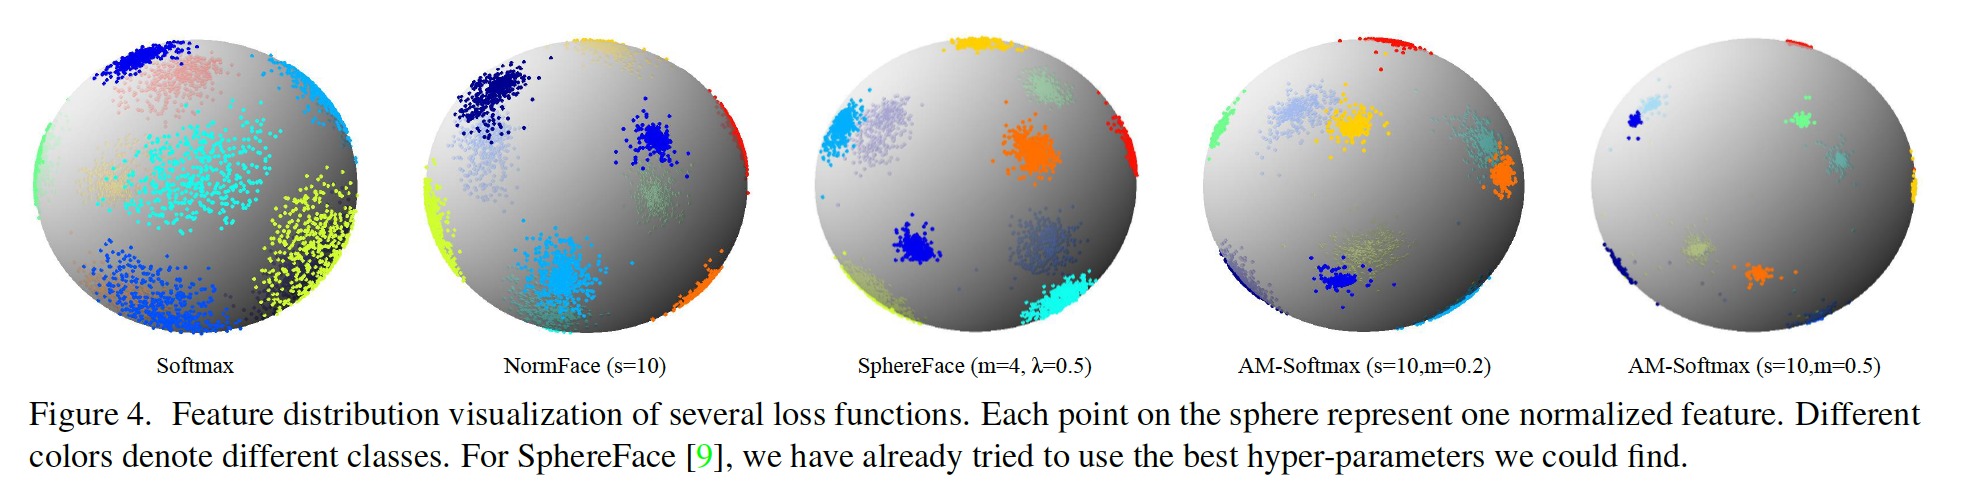 Softmax
NormFace (s=10)
SphereFace (m=4, λ=0.5)
AM-Softmax (s=10,m=0.2)
AM-Softmax (s=10,m=0.5)
Figure 4. Feature distribution visualization of several loss functions. Each point on the sphere represent one normalized feature. Different
colors denote different classes. For SphereFace [9], we have already tried to use the best hyper-parameters we could find.